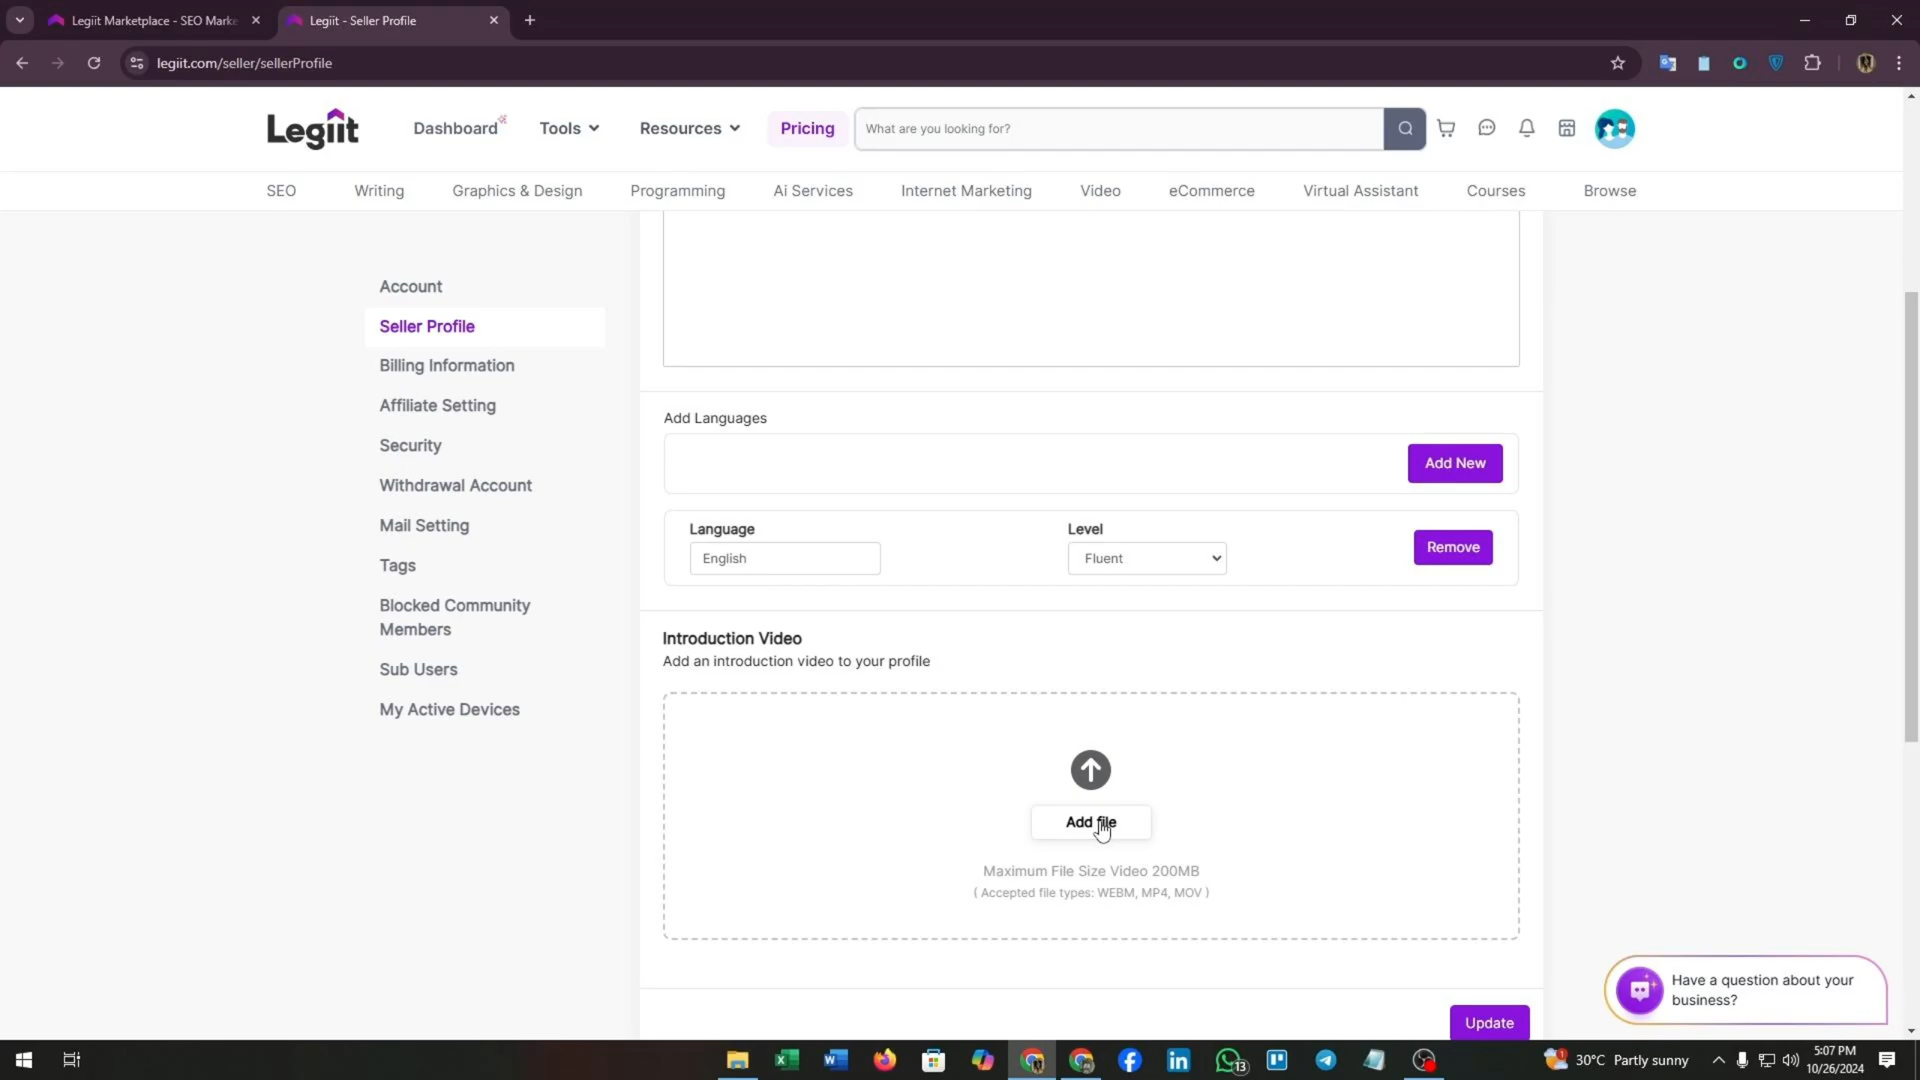 Legiit Marketplace - SEO Marke
Legiit - Seller Profile
legiit.com/seller/sellerProfile
Legiit
Dashboard
Tools
Resources
Pricing
What are you looking for?
SEO
Writing
Graphics & Design
Programming
Ai Services
Internet Marketing
Video
eCommerce
Virtual Assistant
Courses
Browse
Account
Seller Profile
Billing Information
Affiliate Setting
Security
Withdrawal Account
Mail Setting
Tags
Blocked Community
Members
Sub Users
My Active Devices
Add Languages
Add New
Language
Level
English
Fluent
Remove
Introduction Video
Add an introduction video to your profile
Add file
Maximum File Size Video 200MB
( Accepted file types: WEBM, MP4, MOV )
Update
Have a question about your
business?
13
1
30°C Partly sunny
5:07 PM
10/26/2024